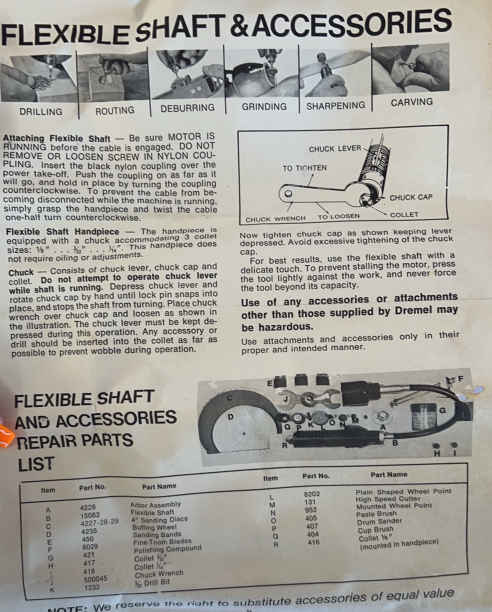 FLEXIBLE SHAFT & ACCESSORIES
DRILLING
ROUTING
DEBURRING
GRINDING
SHARPENING
CARVING
Attaching Flexible Shaft — Be sure MOTOR IS
RUNNING before the cable is engaged. DO NOT
REMOVE OR LOOSEN SCREW IN NYLON COU-
PLING. Insert the black nylon coupling over the
power take-off. Push the coupling on as far as it
will go, and hold in place by turning the coupling
counterclockwise. To prevent the cable from be-
coming disconnected while the machine is running,
simply grasp the handpiece and twist the cable
one-half turn counterclockwise.
Flexible Shaft Handpiece — The handpiece is
equipped with a chuck accommodating 3 collet
sizes: 1/8" . . . 3/32" . . . 1/16". This handpiece does
not require oiling or adjustments.
Chuck — Consists of chuck lever, chuck cap and
collet. Do not attempt to operate chuck lever
while shaft is running. Depress chuck lever and
rotate chuck cap by hand until lock pin snaps into
place, and stops the shaft from turning. Place chuck
wrench over chuck cap and loosen as shown in
the illustration. The chuck lever must be kept de-
pressed during this operation. Any accessory or
drill should be inserted into the collet as far as
possible to prevent wobble during operation.
CHUCK LEVER
TO TIGHTEN
CHUCK CAP
CHUCK WRENCH
TO LOOSEN
COLLET
Now tighten chuck cap as shown keeping lever
depressed. Avoid excessive tightening of the chuck
cap.
For best results, use the flexible shaft with a
delicate touch. To prevent stalling the motor, press
the tool lightly against the work, and never force
the tool beyond its capacity.
Use of any accessories or attachments
other than those supplied by Dremel may
be hazardous.
Use attachments and accessories only in their
proper and intended manner.
FLEXIBLE SHAFT
AND ACCESSORIES
REPAIR PARTS
LIST
E
F
C
J
D
G
Q P K L O N
A
R
B
H I
Item Part No. Part Name
A 4228 Arbor Assembly
B 15083 Flexible Shaft
C 4227-28-29 4" Sanding Discs
D 4235 Buffing Wheel
E 450 Sanding Bands
F 8029 Fine Tooth Blades
G 421 Polishing Compound
H 417 Collet
418 Collet
J 500045 Chuck Wrench
K 1233 Drill Bit
Item Part No. Part Name
L 8202 Plain Shaped Wheel Point
M 131 High Speed Cutter
N 952 Mounted Wheel Point
O 405 Paste Brush
P 407 Drum Sander
Q 404 Cup Brush
R 416 Collet 1/8"
(mounted in handpiece)
NOTE: We reserve the right to substitute accessories of equal value